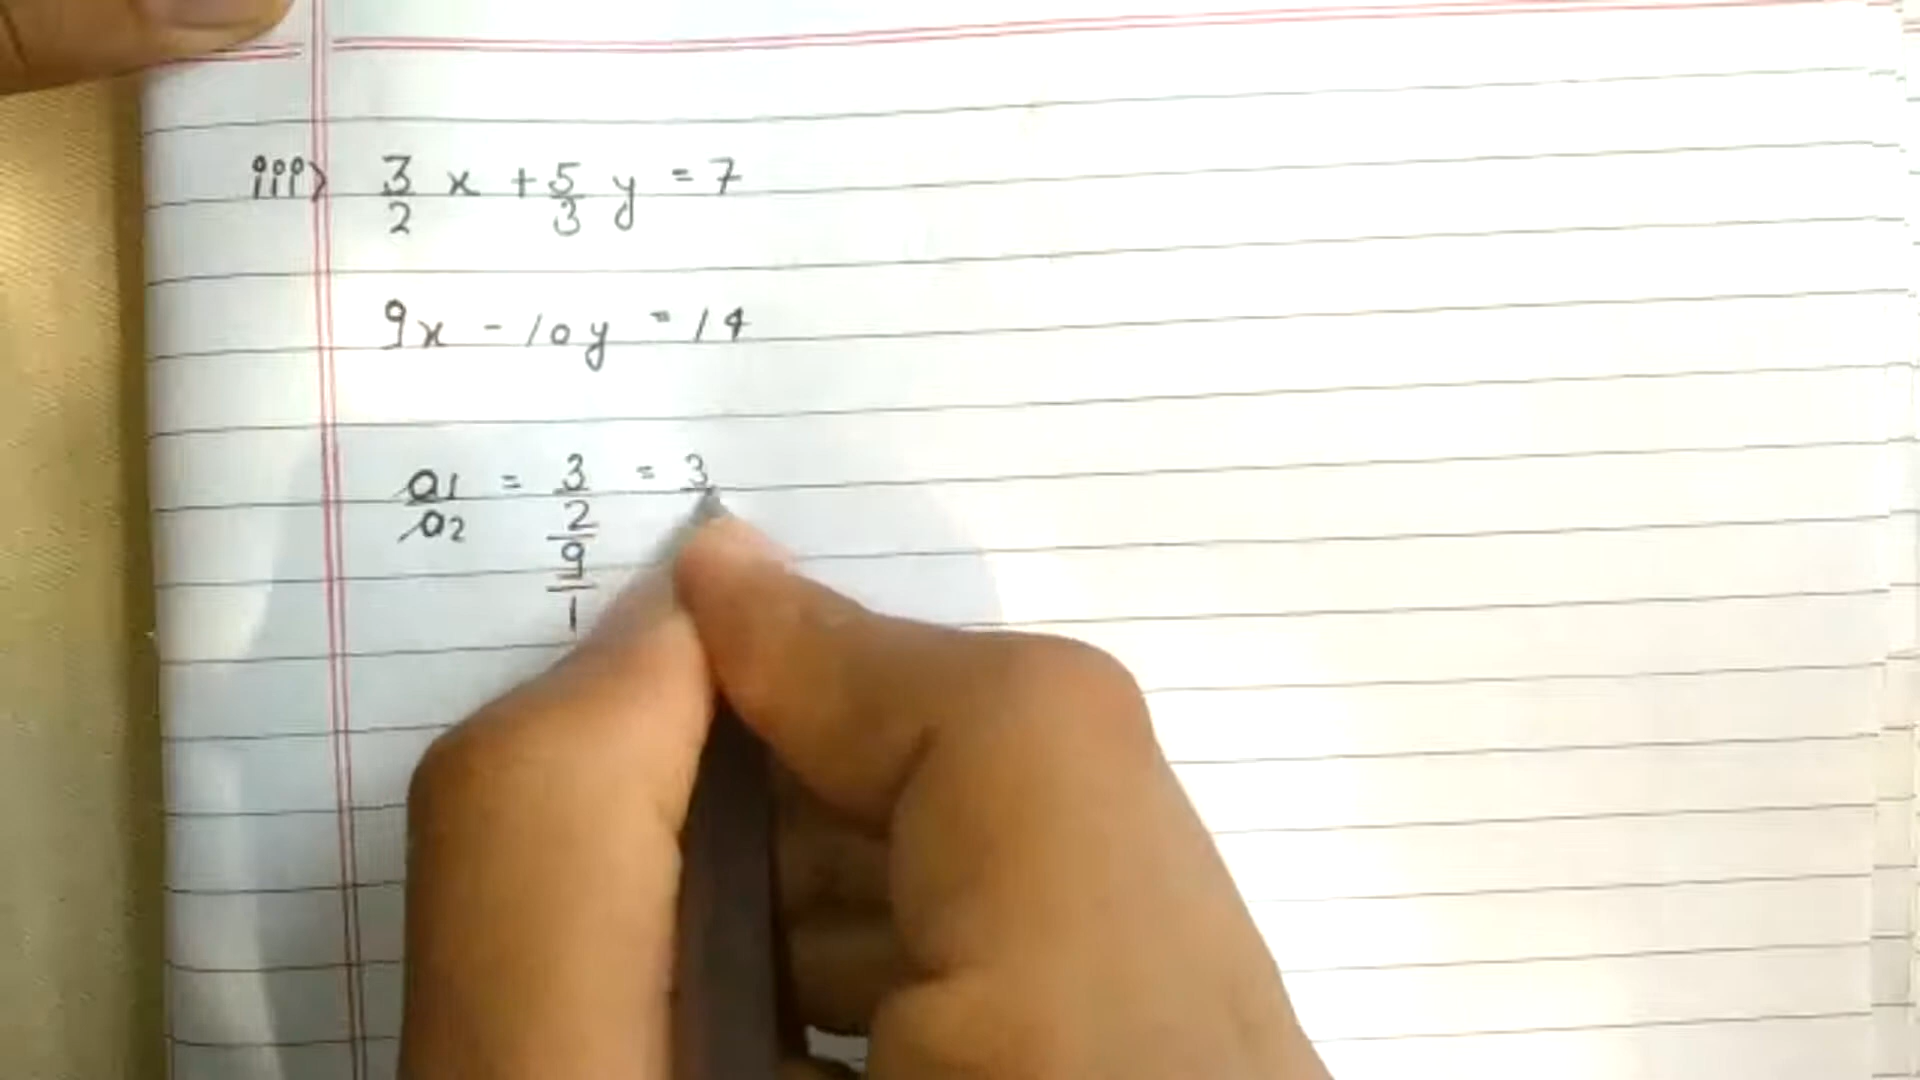 iii) 3/2 x + 5/3 y = 7
9x - 10y = 14
a1/a2 = 3/2/9/1 = 3